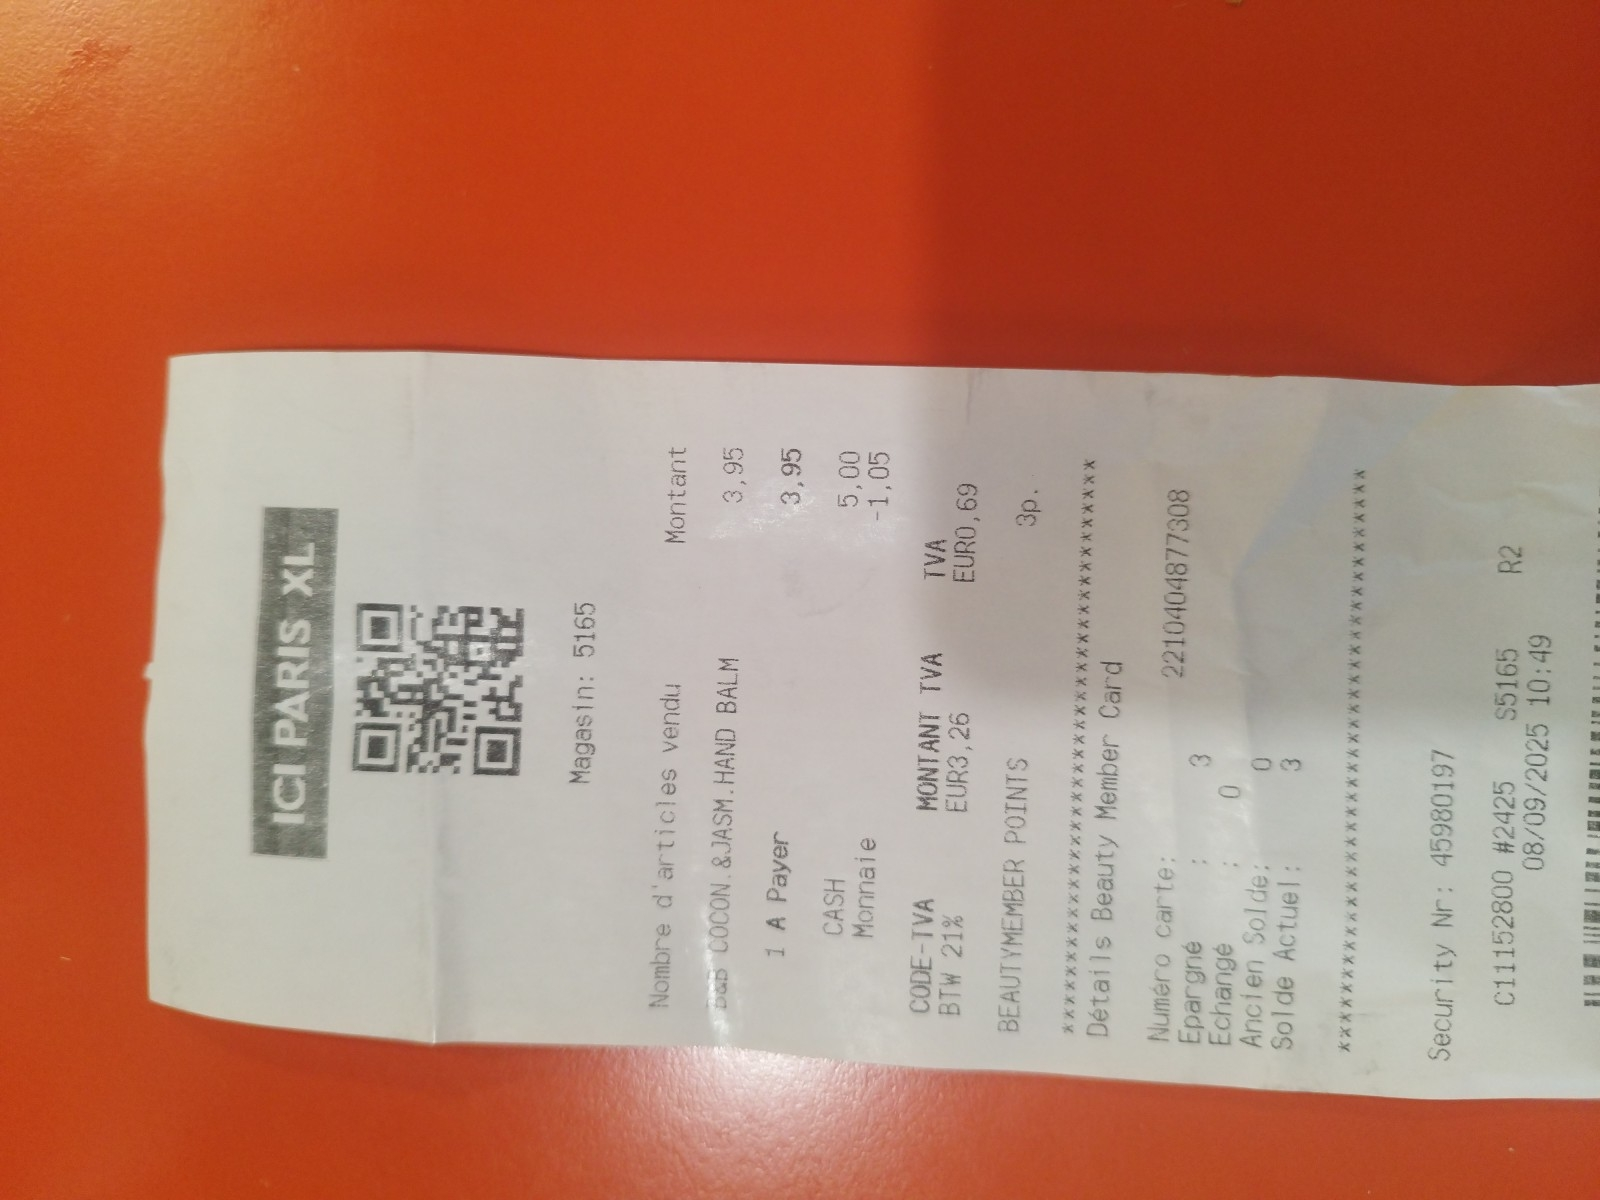 ICI PARIS XL
Magasin: 5165
Nombre d'articles vendu Montant
B&B COCON.&JASM.HAND BALM 3,95
1 A Payer 3,95
CASH 5,00
Monnaie -1,05
CODE-TVA MONTANT TVA TVA
BTW 21% EUR3,26 EUR0,69
BEAUTYMEMBER POINTS 3p.
****************************************
Détails Beauty Member Card
Numéro carte: 2210404877308
Epargné : 3
Echangé : 0
Ancien Solde: 0
Solde Actuel: 3
****************************************
Security Nr: 45980197
C11152800 #2425 S5165 R2
08/09/2025 10:49